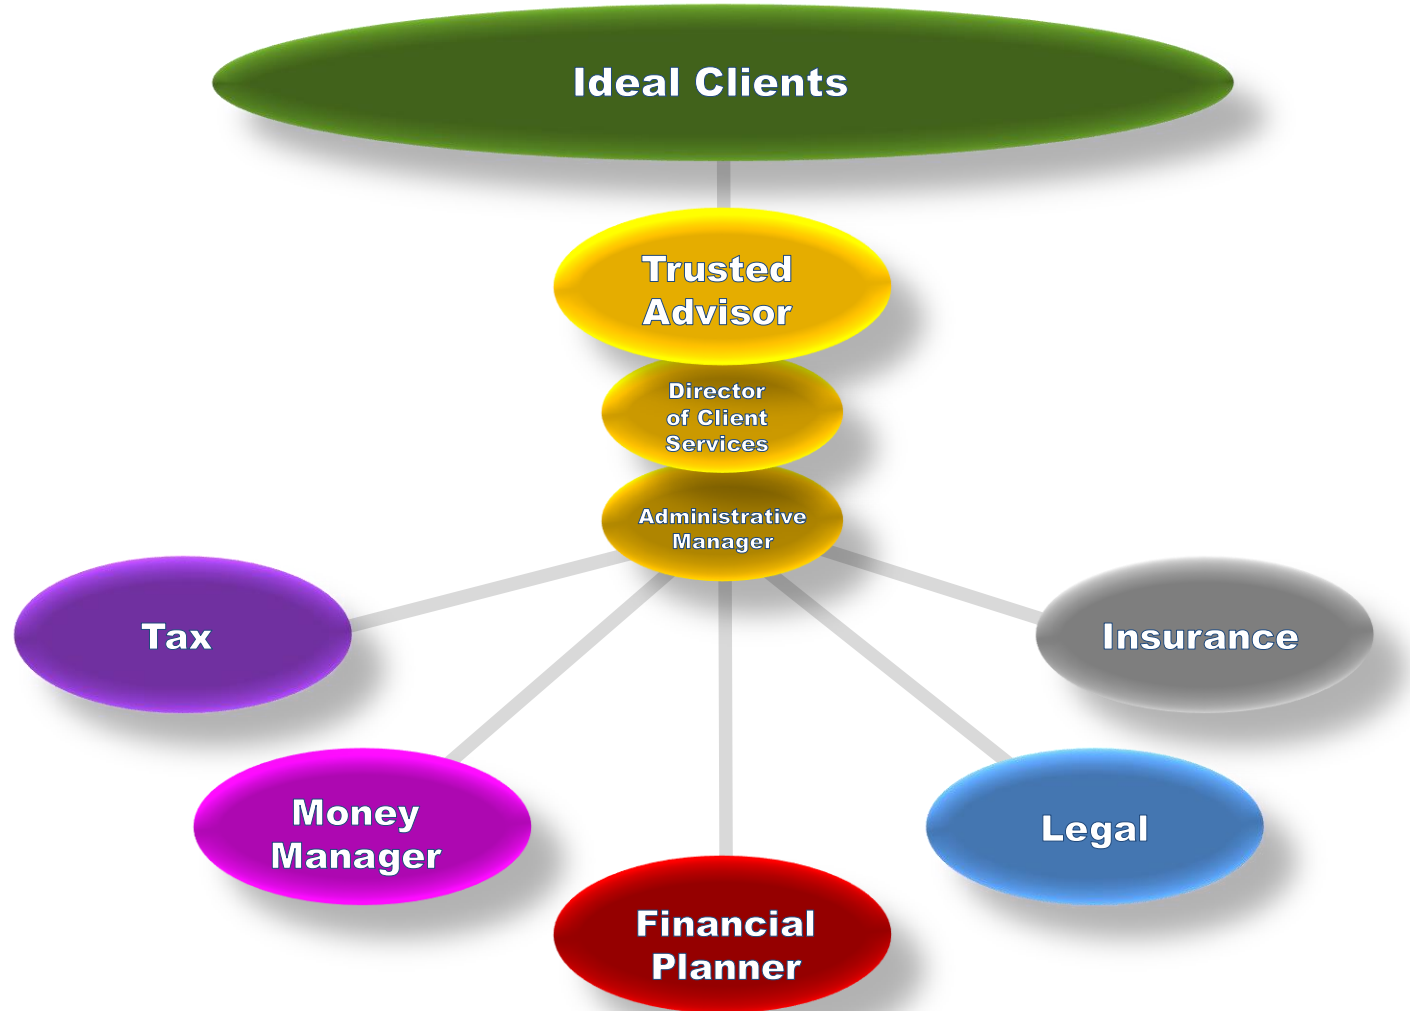 Ideal Clients
Trusted
Advisor
Director
of Client
Services
Administrative
Manager
Tax
Insurance
Money
Manager
Legal
Financial
Planner